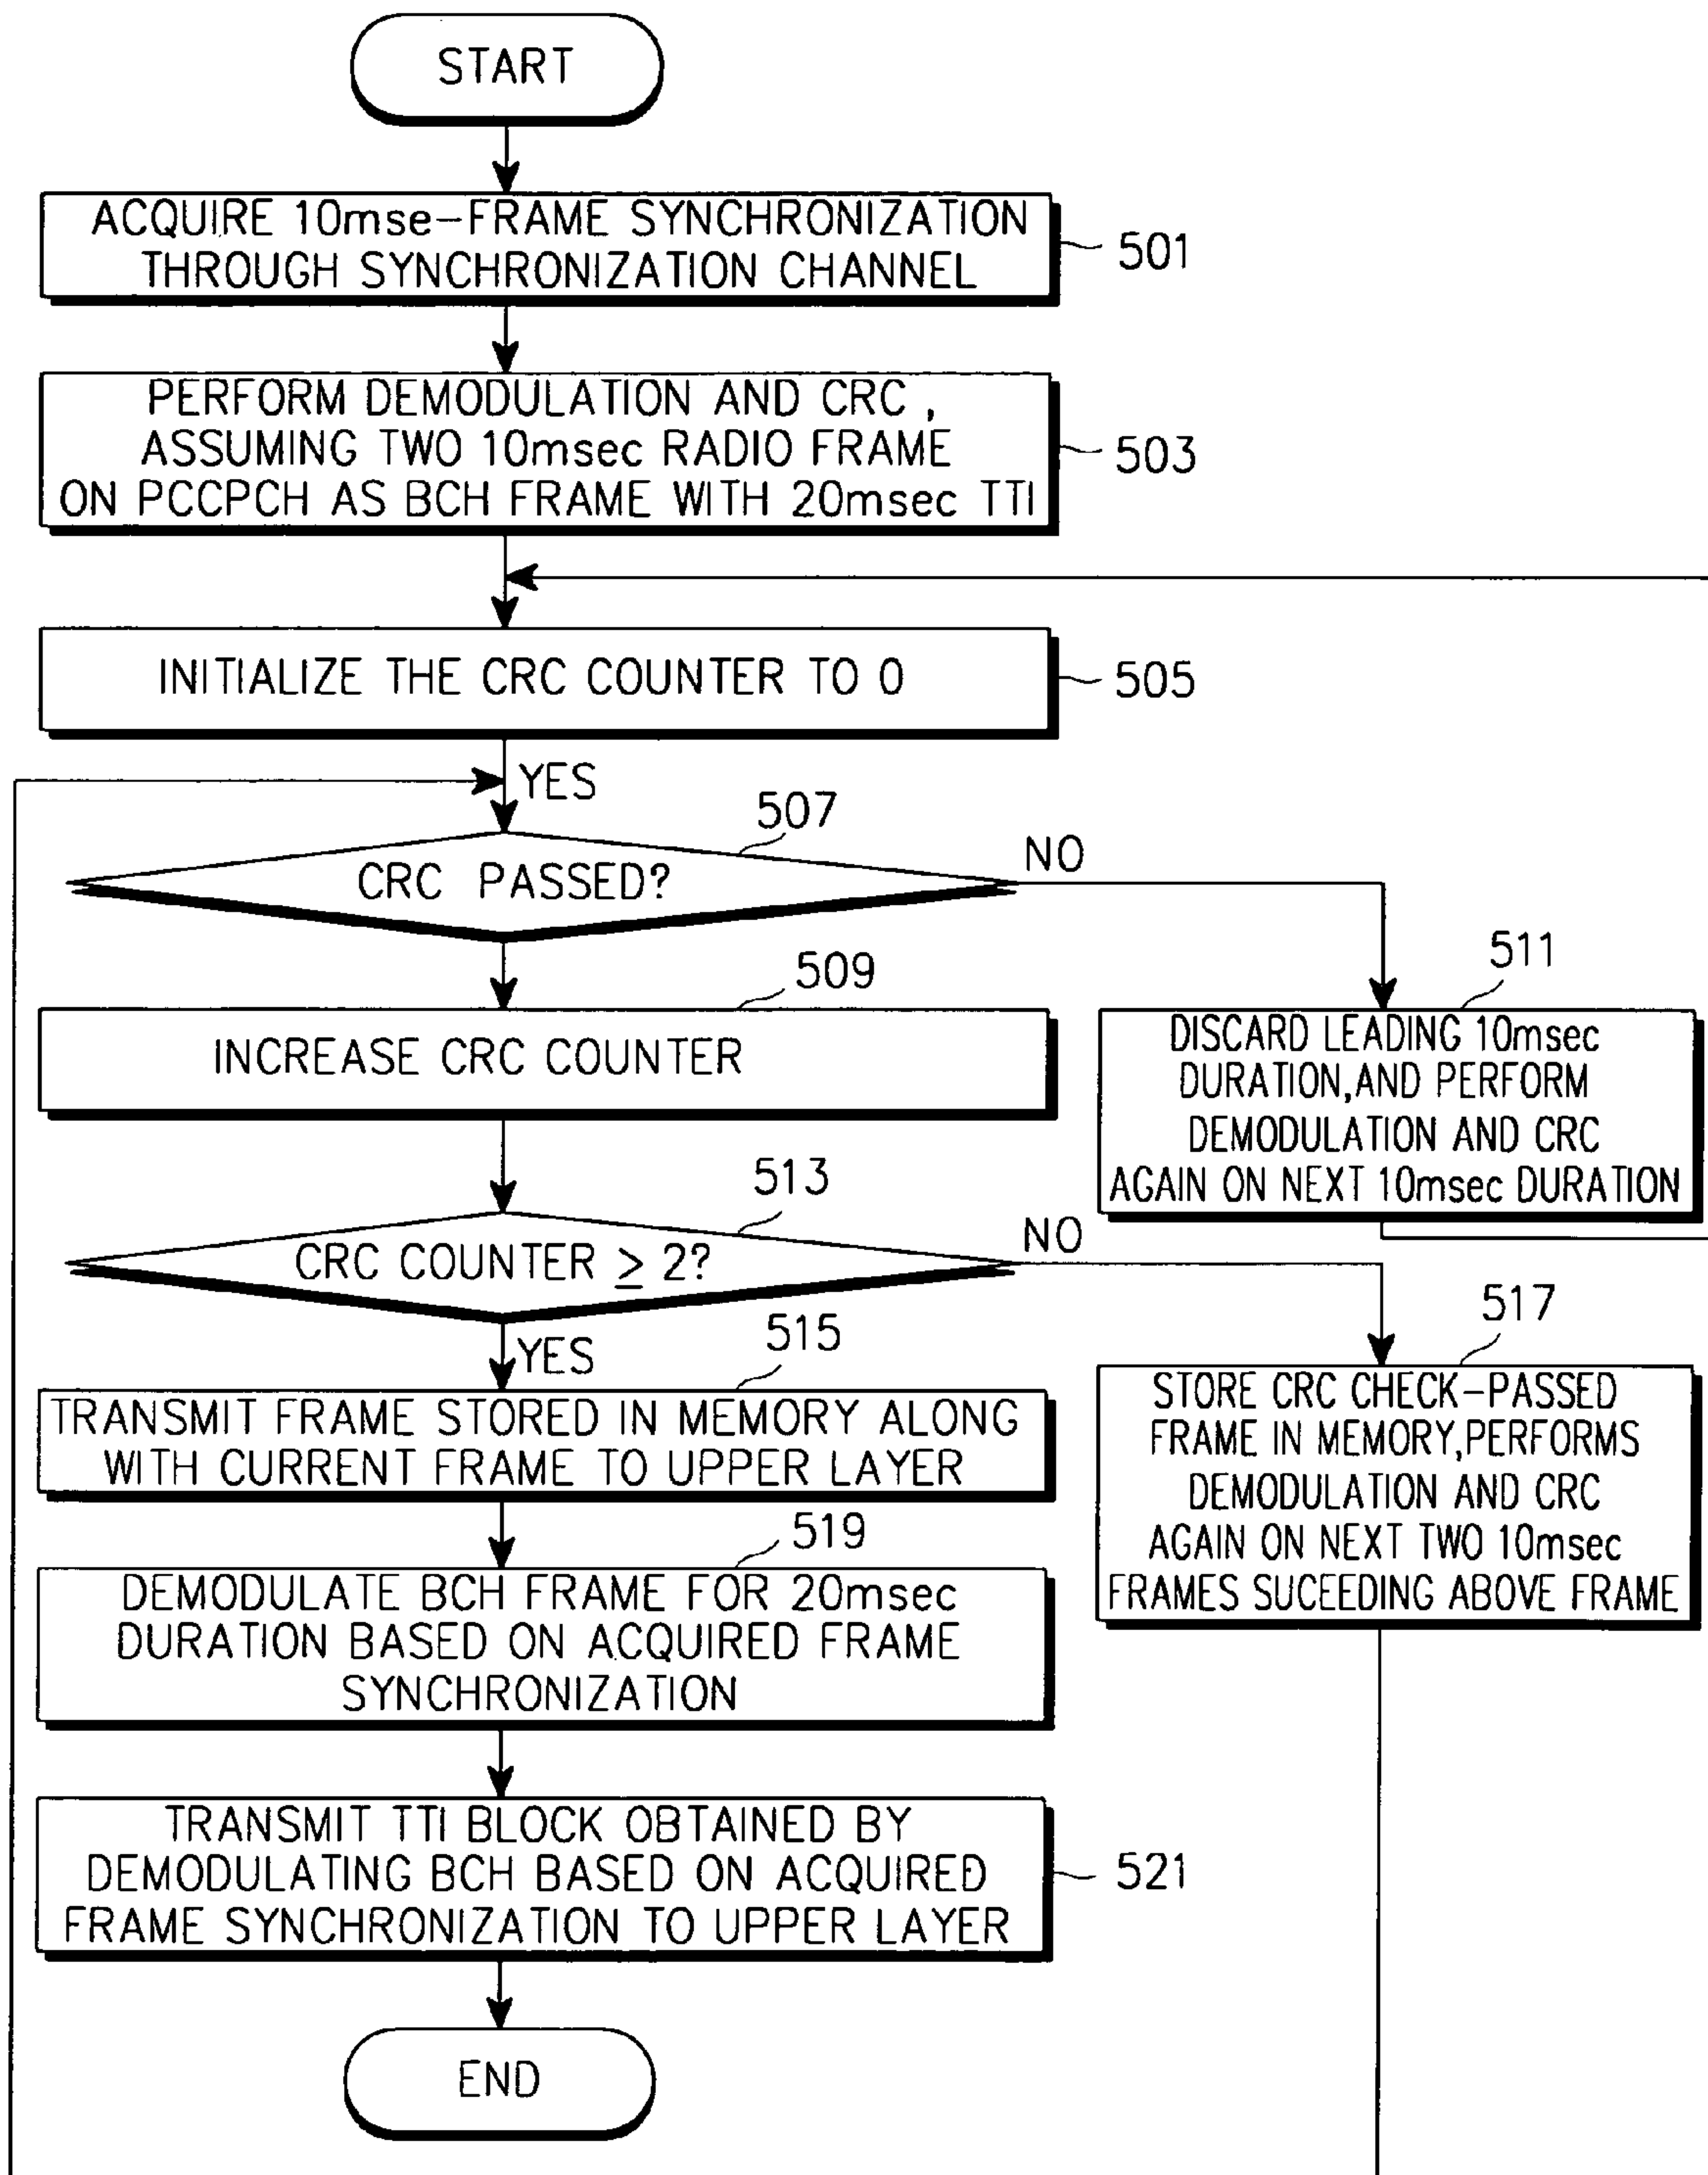 START
ACQUIRE 10mse-FRAME SYNCHRONIZATION
THROUGH SYNCHRONIZATION CHANNEL
501
PERFORM DEMODULATION AND CRC ,
ASSUMING TWO 10msec RADIO FRAME
ON PCCPCH AS BCH FRAME WITH 20msec TTI
503
INITIALIZE THE CRC COUNTER TO 0
505
YES
507
CRC PASSED?
NO
509
INCREASE CRC COUNTER
511
DISCARD LEADING 10msec
DURATION,AND PERFORM
DEMODULATION AND CRC
AGAIN ON NEXT 10msec DURATION
513
CRC COUNTER ≥ 2?
NO
YES
515
TRANSMIT FRAME STORED IN MEMORY ALONG
WITH CURRENT FRAME TO UPPER LAYER
517
STORE CRC CHECK-PASSED
FRAME IN MEMORY,PERFORMS
DEMODULATION AND CRC
AGAIN ON NEXT TWO 10msec
FRAMES SUCEEDING ABOVE FRAME
519
DEMODULATE BCH FRAME FOR 20msec
DURATION BASED ON ACQUIRED FRAME
SYNCHRONIZATION
TRANSMIT TTI BLOCK OBTAINED BY
DEMODULATING BCH BASED ON ACQUIRED
FRAME SYNCHRONIZATION TO UPPER LAYER
521
END